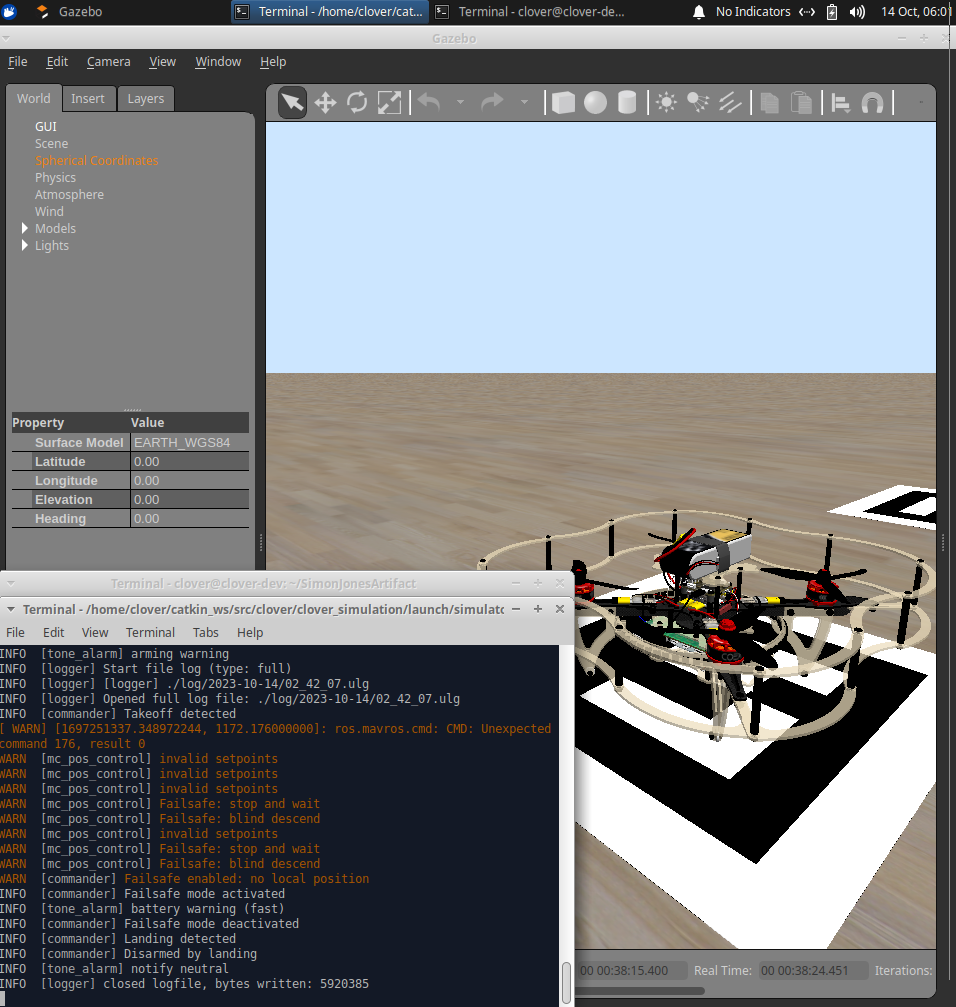 Gazebo
Terminal - /home/clover/cat...
Terminal - clover@clover-de...
No Indicators
14 Oct, 06:01
Gazebo
File Edit Camera View Window Help
World Insert Layers
GUI
Scene
Spherical Coordinates
Physics
Atmosphere
Wind
Models
Lights
Property Value
Surface Model EARTH_WGS84
Latitude 0.00
Longitude 0.00
Elevation 0.00
Heading 0.00
Terminal - clover@clover-dev: ~/SimonJonesArtifact
Terminal - /home/clover/catkin_ws/src/clover/clover_simulation/launch/simulato
File Edit View Terminal Tabs Help
INFO [tone_alarm] arming warning
INFO [logger] Start file log (type: full)
INFO [logger] [logger] ./log/2023-10-14/02_42_07.ulg
INFO [logger] Opened full log file: ./log/2023-10-14/02_42_07.ulg
INFO [commander] Takeoff detected
[ WARN] [1697251337.348972244, 1172.176000000]: ros.mavros.cmd: CMD: Unexpected
command 176, result 0
WARN [mc_pos_control] invalid setpoints
WARN [mc_pos_control] invalid setpoints
WARN [mc_pos_control] invalid setpoints
WARN [mc_pos_control] Failsafe: stop and wait
WARN [mc_pos_control] Failsafe: blind descend
WARN [mc_pos_control] invalid setpoints
WARN [mc_pos_control] Failsafe: stop and wait
WARN [mc_pos_control] Failsafe: blind descend
WARN [commander] Failsafe enabled: no local position
INFO [commander] Failsafe mode activated
INFO [tone_alarm] battery warning (fast)
INFO [commander] Failsafe mode deactivated
INFO [commander] Landing detected
INFO [commander] Disarmed by landing
INFO [tone_alarm] notify neutral
INFO [logger] closed logfile, bytes written: 5920385
00 00:38:15.400 Real Time: 00 00:38:24.451 Iterations: